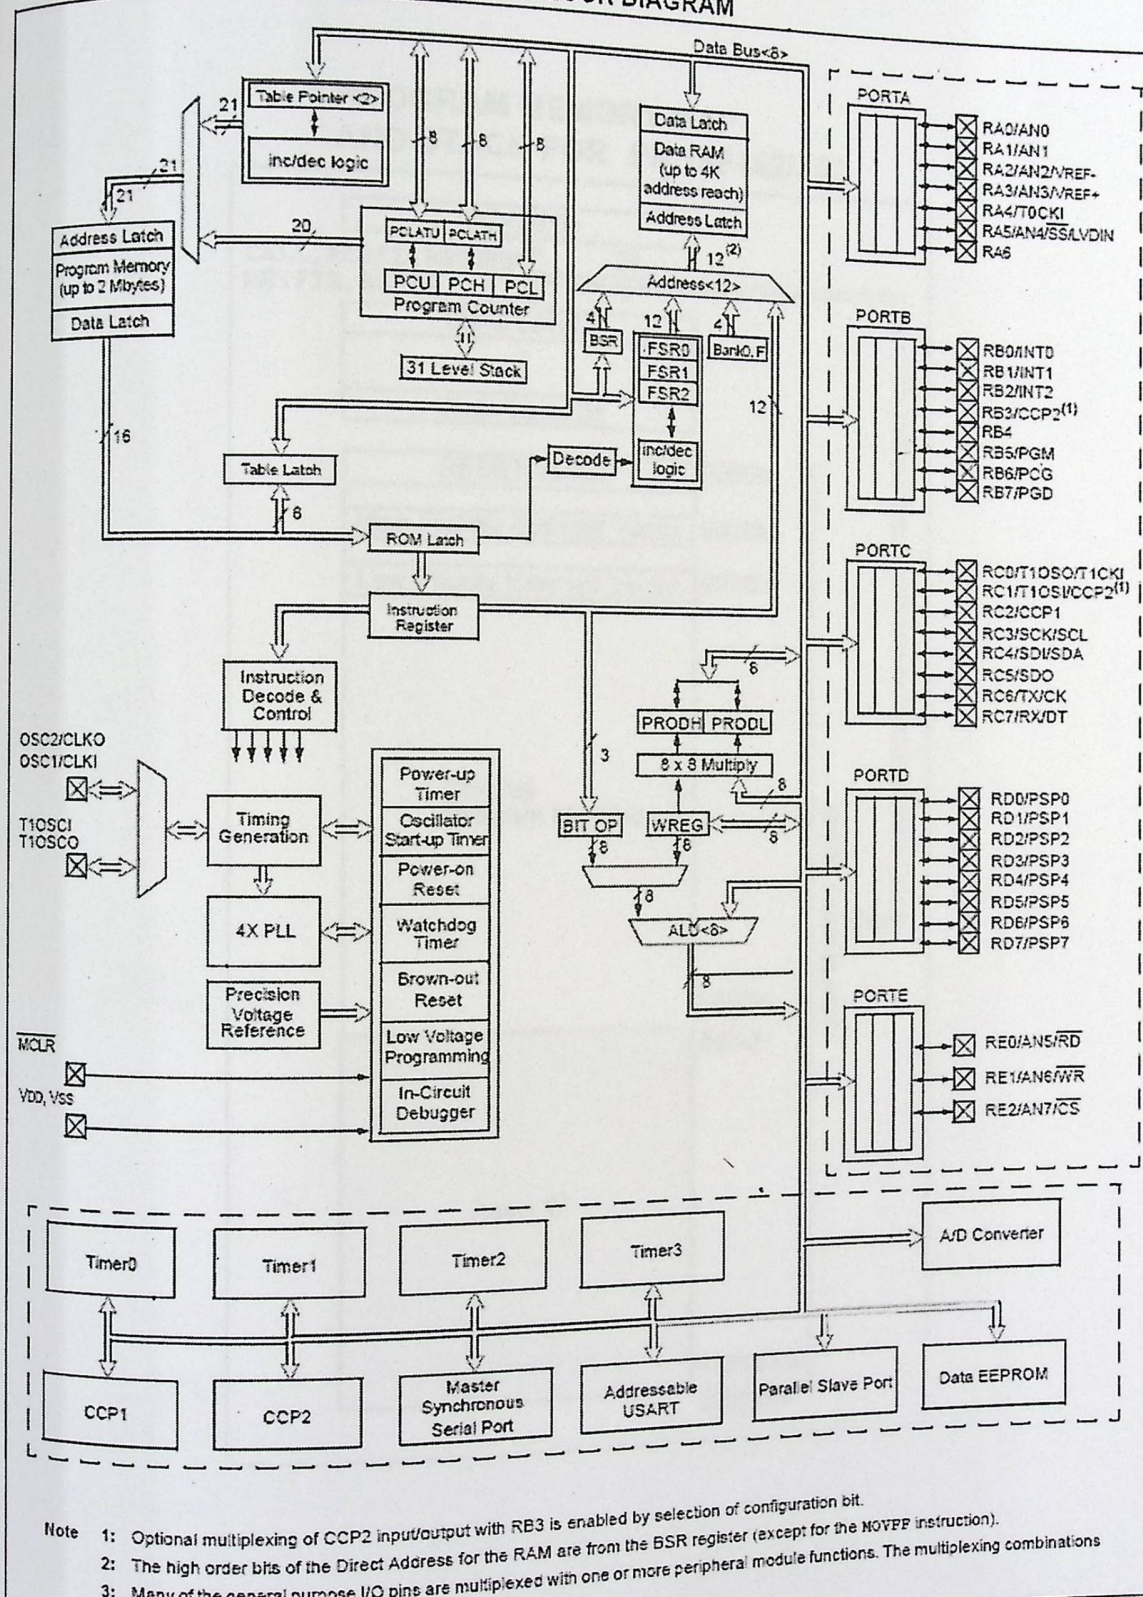 DIAGRAM
Data Bus<8>
Table Pointer <2>
inc/dec logic
21
21
21
20
8
8
8
Address Latch
Program Memory
(up to 2 Mbytes)
Data Latch
PCLATU PCLATH
PCU PCH PCL
Program Counter
31 Level Stack
Data Latch
Data RAM
(up to 4K
address reach)
Address Latch
12(2)
Address<12>
4
12
4
BSR
FSR0
FSR1
FSR2
Bank0, F
inc/dec
logic
12
16
Table Latch
8
Decode
ROM Latch
Instruction
Register
Instruction
Decode &
Control
OSC2/CLKO
OSC1/CLKI
T1OSCI
T1OSCO
Timing
Generation
4X PLL
Precision
Voltage
Reference
MCLR
VDD, VSS
Power-up
Timer
Oscillator
Start-up Timer
Power-on
Reset
Watchdog
Timer
Brown-out
Reset
Low Voltage
Programming
In-Circuit
Debugger
3
8
PRODH PRODL
8 x 8 Multiply
8
BIT OP
WREG
8
8
8
8
ALU<8>
8
PORTA
RA0/AN0
RA1/AN1
RA2/AN2/VREF-
RA3/AN3/VREF+
RA4/T0CKI
RA5/AN4/SS/LVDIN
RA6
PORTB
RB0/INT0
RB1/INT1
RB2/INT2
RB3/CCP2(1)
RB4
RB5/PGM
RB6/PCG
RB7/PGD
PORTC
RC0/T1OSO/T1CKI
RC1/T1OSI/CCP2(1)
RC2/CCP1
RC3/SCK/SCL
RC4/SDI/SDA
RC5/SDO
RC6/TX/CK
RC7/RX/DT
PORTD
RD0/PSP0
RD1/PSP1
RD2/PSP2
RD3/PSP3
RD4/PSP4
RD5/PSP5
RD6/PSP6
RD7/PSP7
PORTE
RE0/AN5/RD
RE1/AN6/WR
RE2/AN7/CS
Timer0
Timer1
Timer2
Timer3
A/D Converter
CCP1
CCP2
Master
Synchronous
Serial Port
Addressable
USART
Parallel Slave Port
Data EEPROM
Note 1: Optional multiplexing of CCP2 input/output with RB3 is enabled by selection of configuration bit.
2: The high order bits of the Direct Address for the RAM are from the BSR register (except for the MOVFF instruction).
3: Many of the general purpose I/O pins are multiplexed with one or more peripheral module functions. The multiplexing combinations